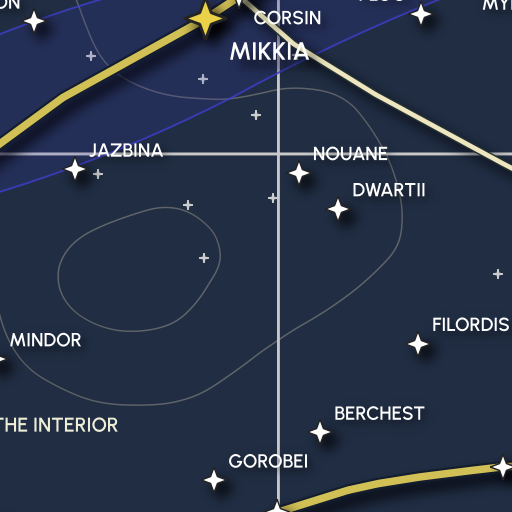 CORSIN
MIKKIA
JAZBINA
NOUANE
DWARTII
FILORDIS
MINDOR
BERCHEST
THE INTERIOR
GOROBEI